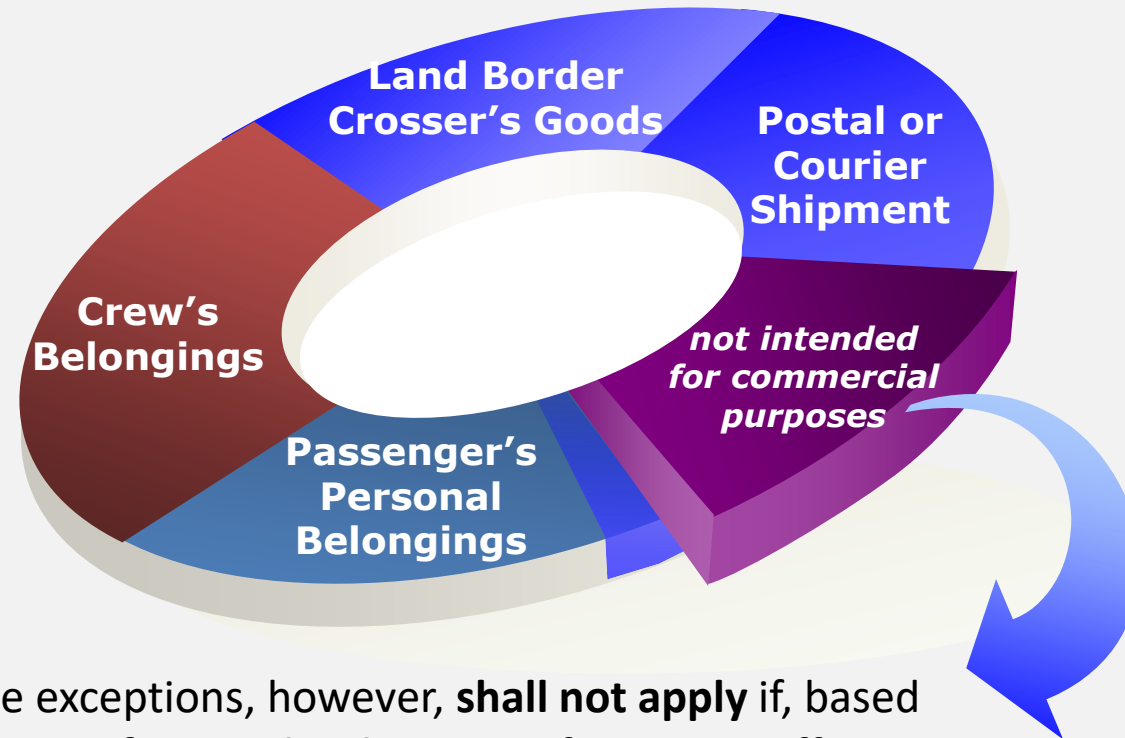 Land Border
Crosser’s Goods
Postal or
Courier
Shipment
Crew’s
Belongings
not intended
for commercial
purposes
Passenger’s
Personal
Belongings
e exceptions, however, shall not apply if, based